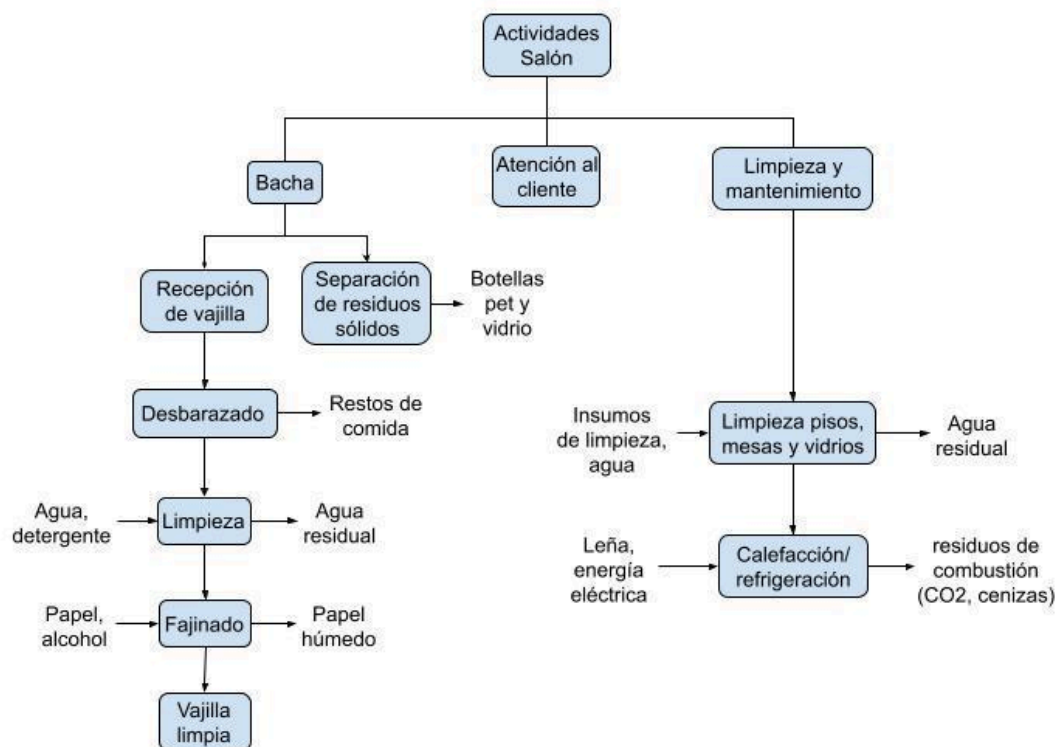 Actividades
Salón
Bacha
Atención al
cliente
Limpieza y
mantenimiento
Recepción
de vajilla
Separación
de residuos
sólidos
Botellas
pet y
vidrio
Desbarazado
Restos de
comida
Insumos
de limpieza,
agua
Limpieza pisos,
mesas y vidrios
Agua
residual
Agua,
detergente
Limpieza
Agua
residual
Leña,
energía
eléctrica
Calefacción/
refrigeración
residuos de
combustión
(CO2, cenizas)
Papel,
alcohol
Fajinado
Papel
húmedo
Vajilla
limpia